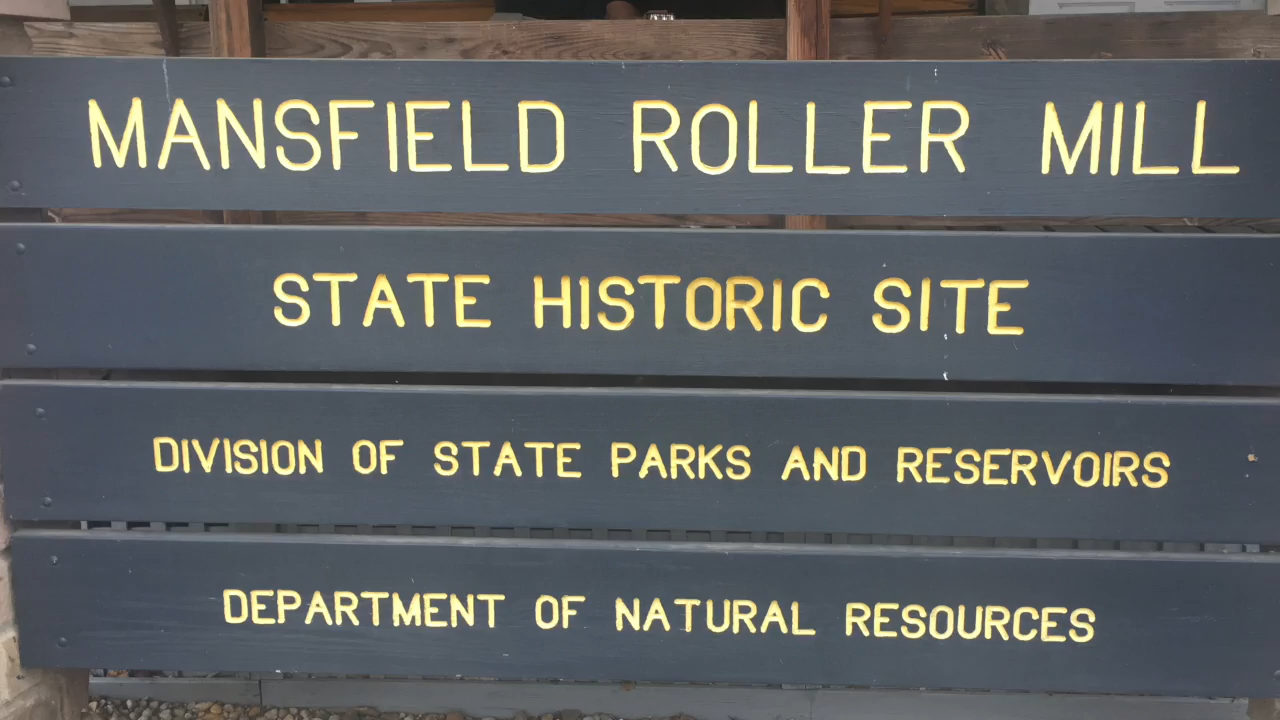 MANSFIELD ROLLER MILL
STATE HISTORIC SITE
DIVISION OF STATE PARKS AND RESERVOIRS
DEPARTMENT OF NATURAL RESOURCES